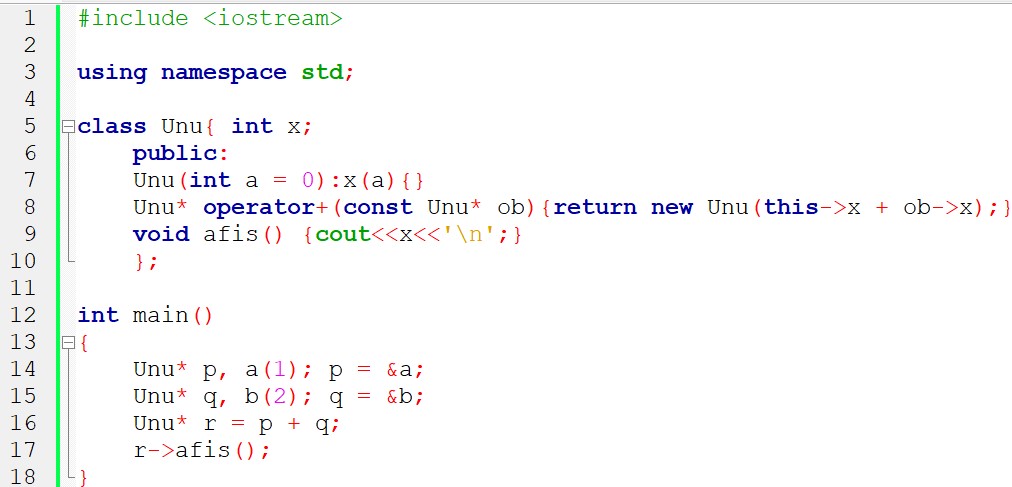 1 #include <iostream>
2
3 using namespace std;
4
5 class Unu{ int x;
6 public:
7 Unu(int a = 0):x(a){}
8 Unu* operator+(const Unu* ob){return new Unu(this->x + ob->x);}
9 void afis() {cout<<x<<'\n';}
10 };
11
12 int main()
13 {
14 Unu* p, a(1); p = &a;
15 Unu* q, b(2); q = &b;
16 Unu* r = p + q;
17 r->afis();
18 }